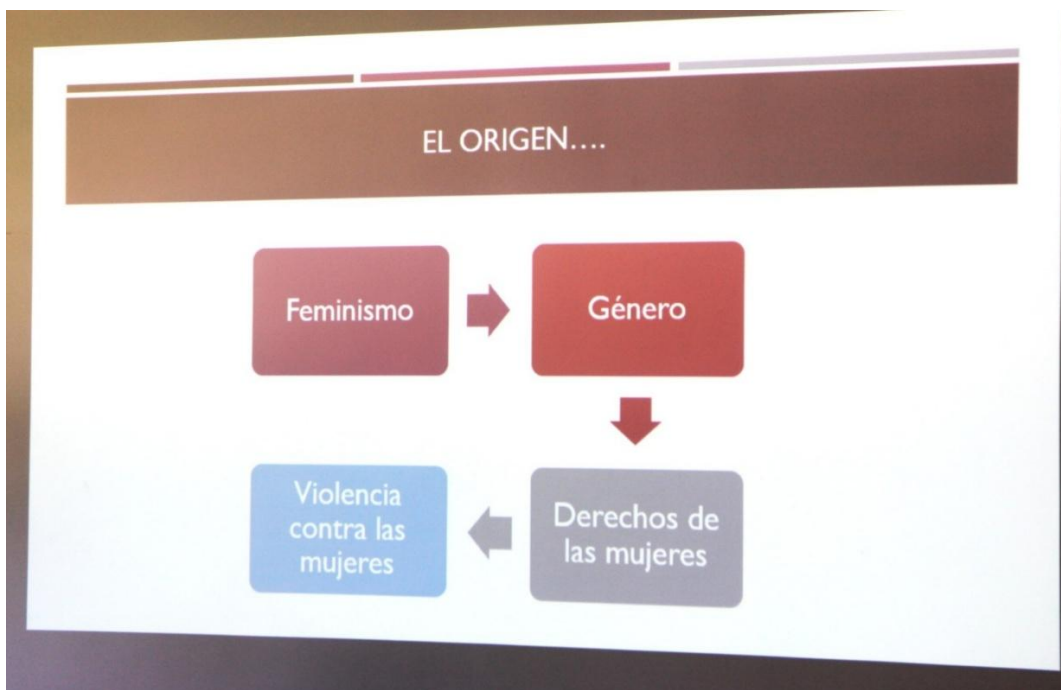 EL ORIGEN....
Feminismo
Género
Derechos de
las mujeres
Violencia
contra las
mujeres